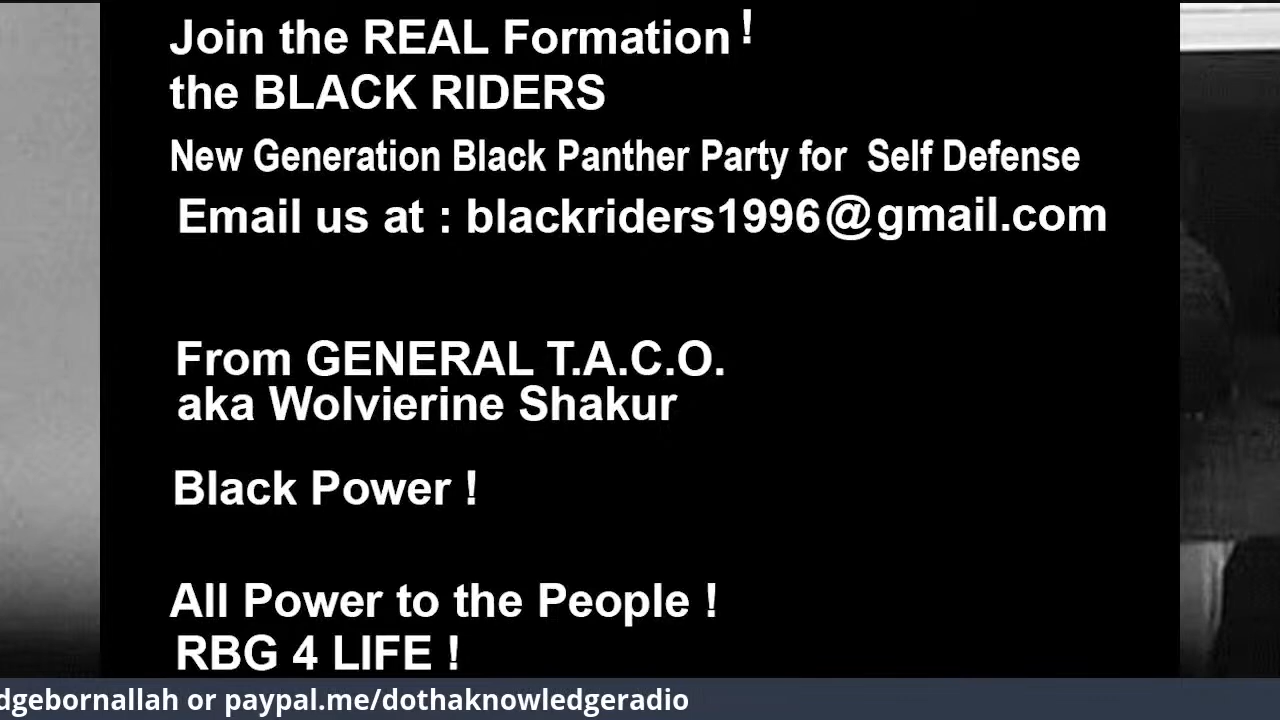 Join the REAL Formation !
the BLACK RIDERS
New Generation Black Panther Party for Self Defense
Email us at : blackriders1996@gmail.com
From GENERAL T.A.C.O.
aka Wolvierine Shakur
Black Power !
All Power to the People !
RBG 4 LIFE !
dgebornallah or paypal.me/dothaknowledgeradio